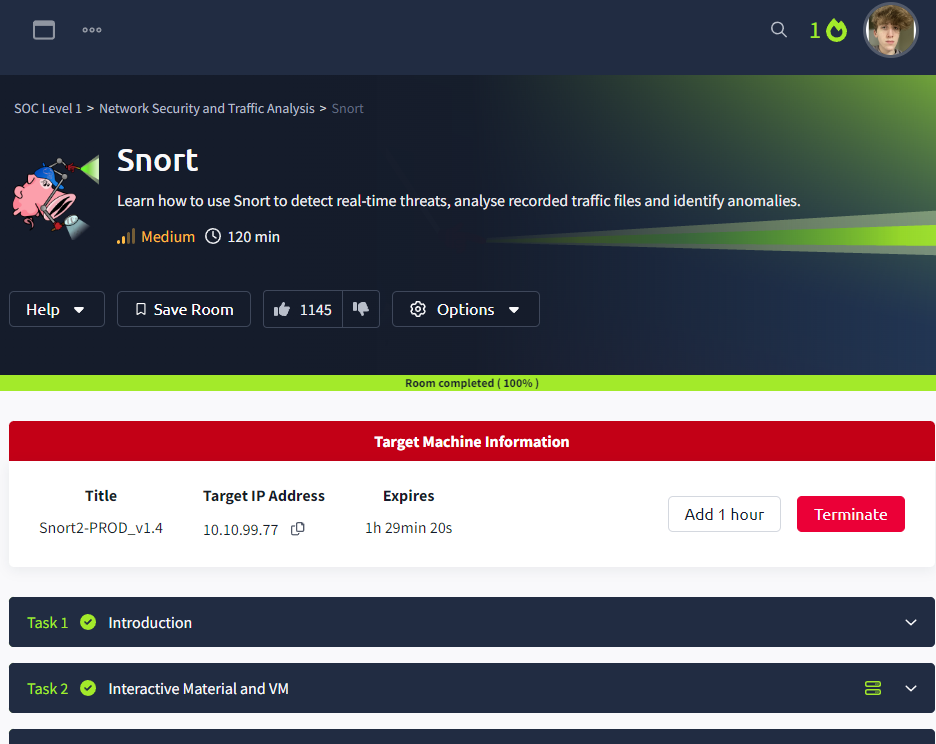 1
SOC Level 1 > Network Security and Traffic Analysis > Snort
Snort
Learn how to use Snort to detect real-time threats, analyse recorded traffic files and identify anomalies.
Medium 120 min
Help Save Room 1145 Options
Room completed ( 100% )
Target Machine Information
Title Target IP Address Expires
Snort2-PROD_v1.4 10.10.99.77 1h 29min 20s
Add 1 hour Terminate
Task 1 Introduction
Task 2 Interactive Material and VM